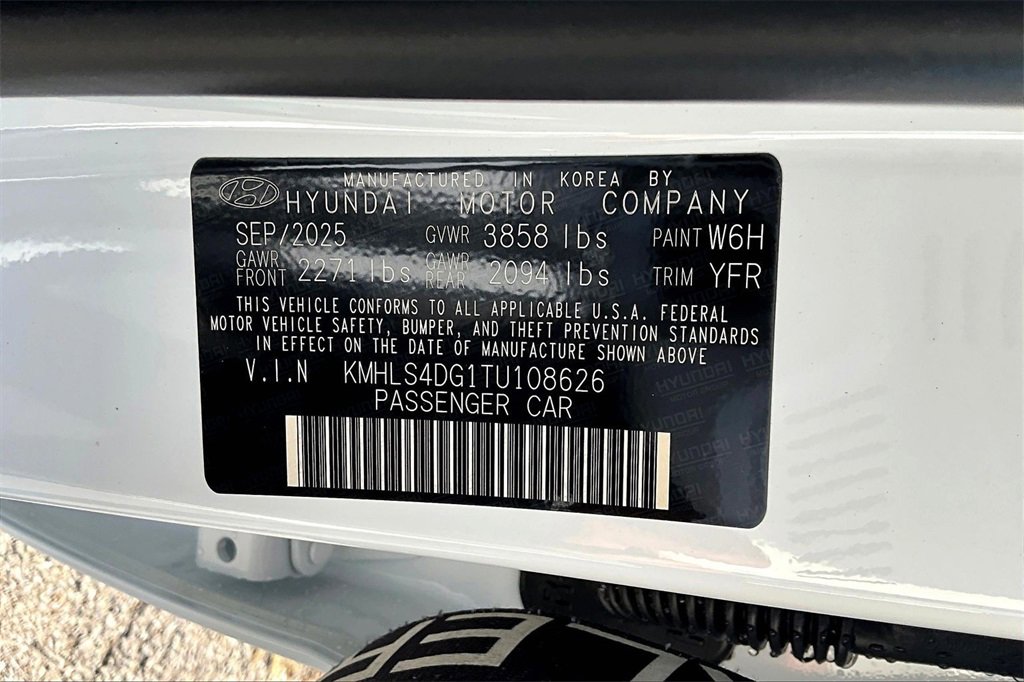 MANUFACTURED IN KOREA BY
HYUNDAI MOTOR COMPANY
SEP/2025 GVWR 3858 lbs PAINT W6H
GAWR FRONT 2271 lbs GAWR REAR 2094 lbs TRIM YFR
THIS VEHICLE CONFORMS TO ALL APPLICABLE U.S.A. FEDERAL
MOTOR VEHICLE SAFETY, BUMPER, AND THEFT PREVENTION STANDARDS
IN EFFECT ON THE DATE OF MANUFACTURE SHOWN ABOVE
V.I.N KMHLS4DG1TU108626
PASSENGER CAR